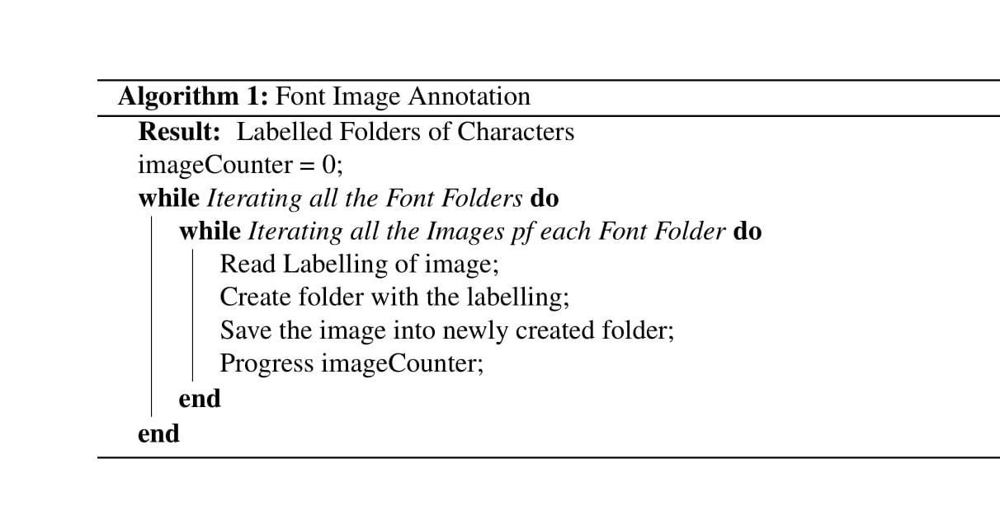 Algorithm 1: Font Image Annotation
Result: Labelled Folders of Characters
imageCounter = 0;
while Iterating all the Font Folders do
while Iterating all the Images pf each Font Folder do
Read Labelling of image;
Create folder with the labelling;
Save the image into newly created folder;
Progress imageCounter;
end
end